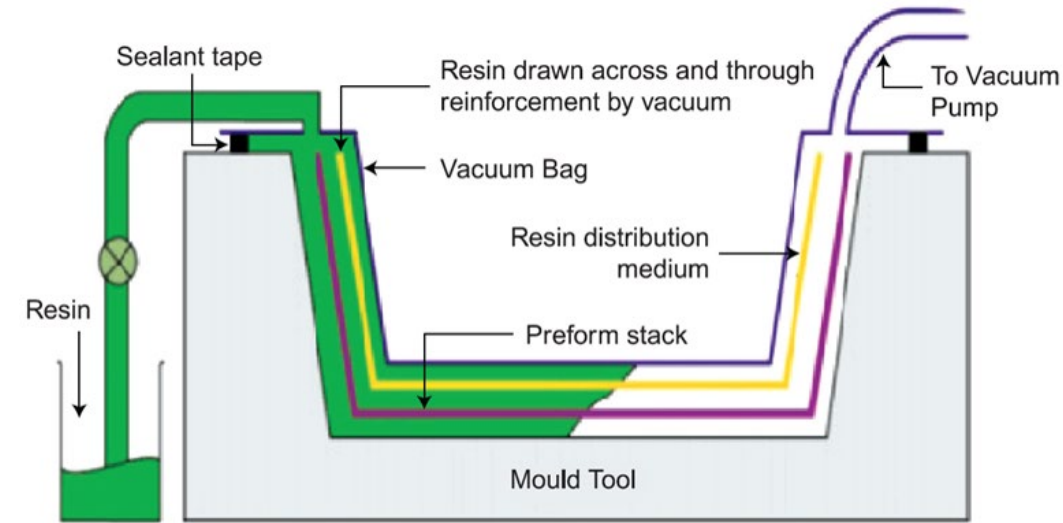 Sealant tape
Resin drawn across and through
reinforcement by vacuum
To Vacuum
Pump
Vacuum Bag
Resin distribution
medium
Resin
Preform stack
Mould Tool